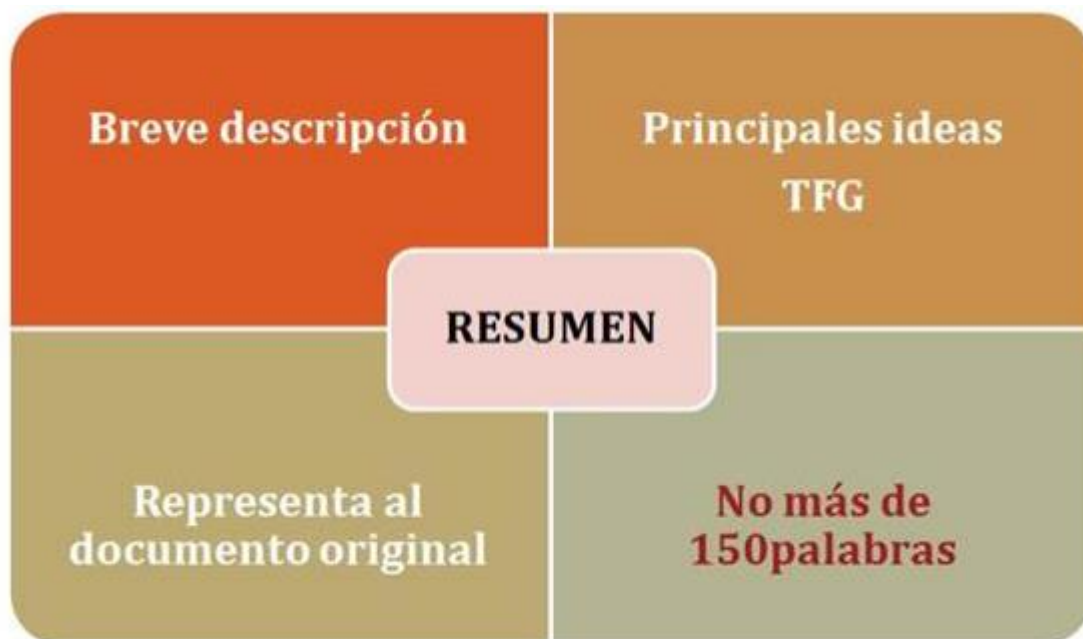 Breve descripción
Principales ideas
TFG
RESUMEN
Representa al
documento original
No más de
150palabras